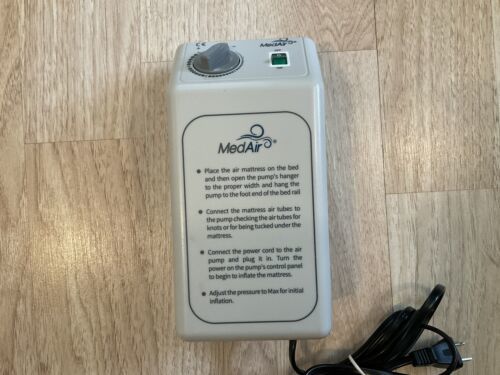 MedAir®
OFF
MedAir®
Place the air mattress on the bed
and then open the pump's hanger
to the proper width and hang the
pump to the foot end of the bed rail
Connect the mattress air tubes to
the pump checking the air tubes for
knots or for being tucked under the
mattress.
Connect the power cord to the air
pump and plug it in. Turn the
power on the pump's control panel
to begin to inflate the mattress.
Adjust the pressure to Max for initial
inflation.